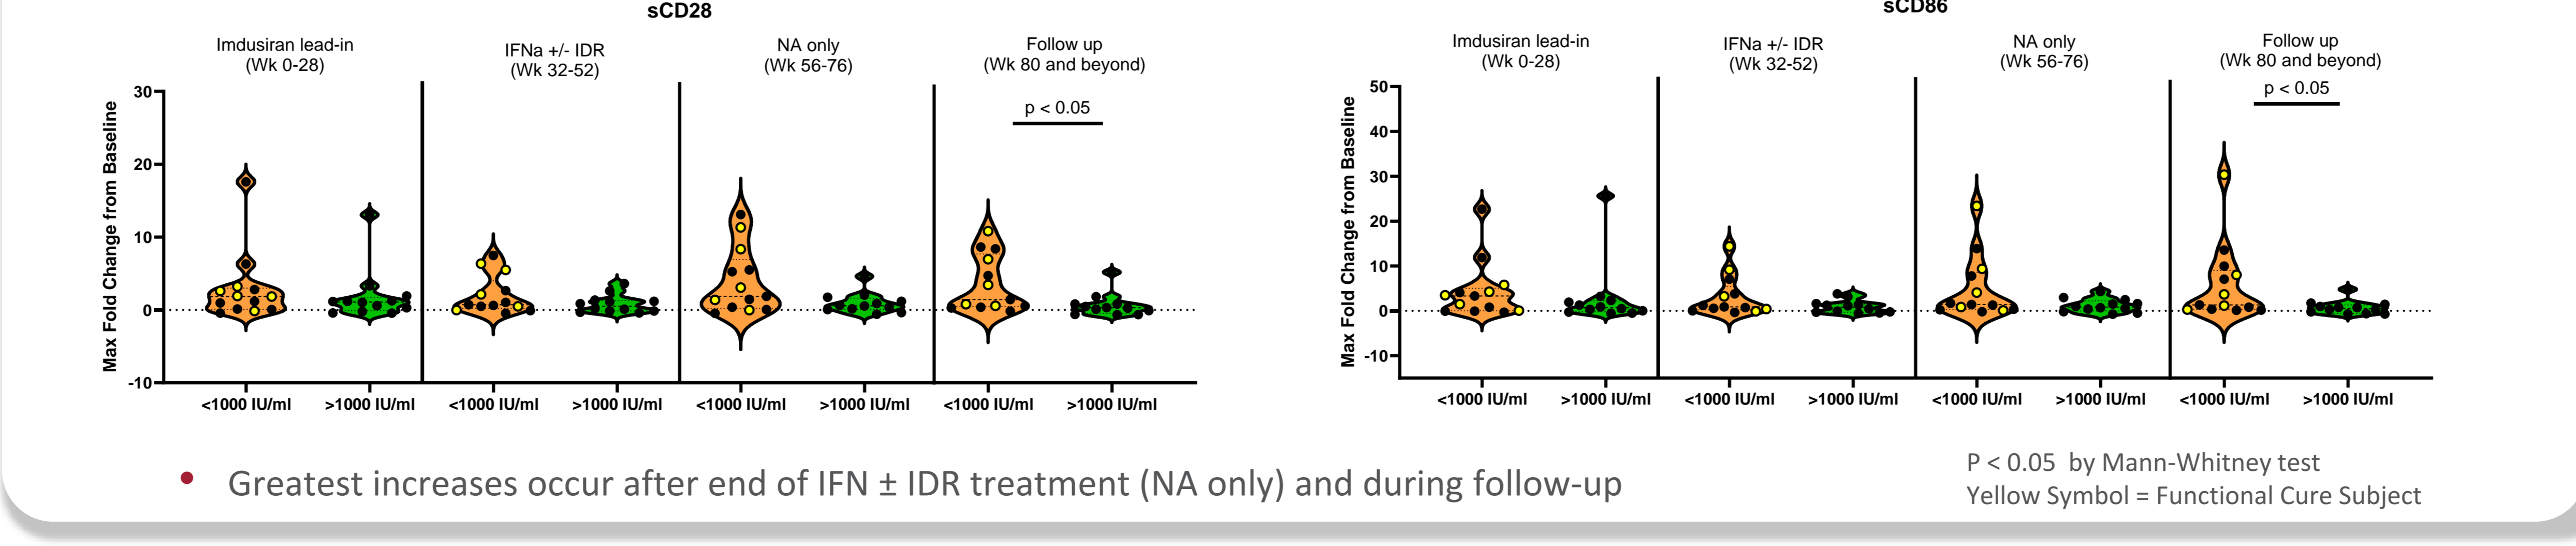 sCD28
Imdusiran lead-in
(Wk 0-28)
IFNa +/- IDR
(Wk 32-52)
NA only
(Wk 56-76)
Follow up
(Wk 80 and beyond)
p < 0.05
Max Fold Change from Baseline
30
20
10
0
-10
<1000 IU/ml
>1000 IU/ml
<1000 IU/ml
>1000 IU/ml
<1000 IU/ml
>1000 IU/ml
<1000 IU/ml
>1000 IU/ml
sCD86
Imdusiran lead-in
(Wk 0-28)
IFNa +/- IDR
(Wk 32-52)
NA only
(Wk 56-76)
Follow up
(Wk 80 and beyond)
p < 0.05
Max Fold Change from Baseline
50
40
30
20
10
0
-10
<1000 IU/ml
>1000 IU/ml
<1000 IU/ml
>1000 IU/ml
<1000 IU/ml
>1000 IU/ml
<1000 IU/ml
>1000 IU/ml
• Greatest increases occur after end of IFN ± IDR treatment (NA only) and during follow-up
P < 0.05 by Mann-Whitney test
Yellow Symbol = Functional Cure Subject